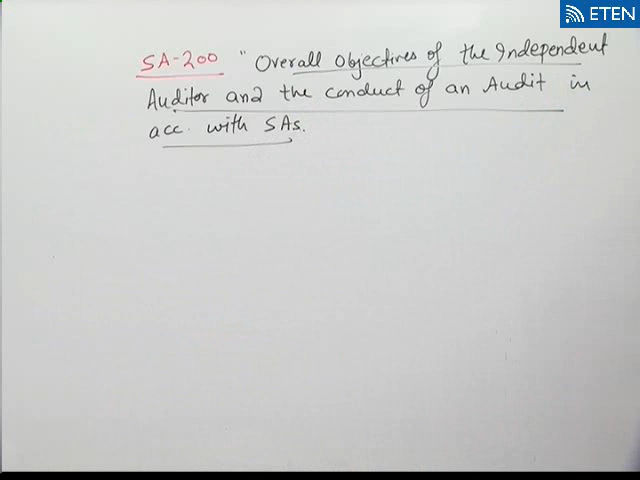 ETEN
SA-200 " Overall Objectives of the Independent
Auditor and the conduct of an Audit in
acc. with SAs.